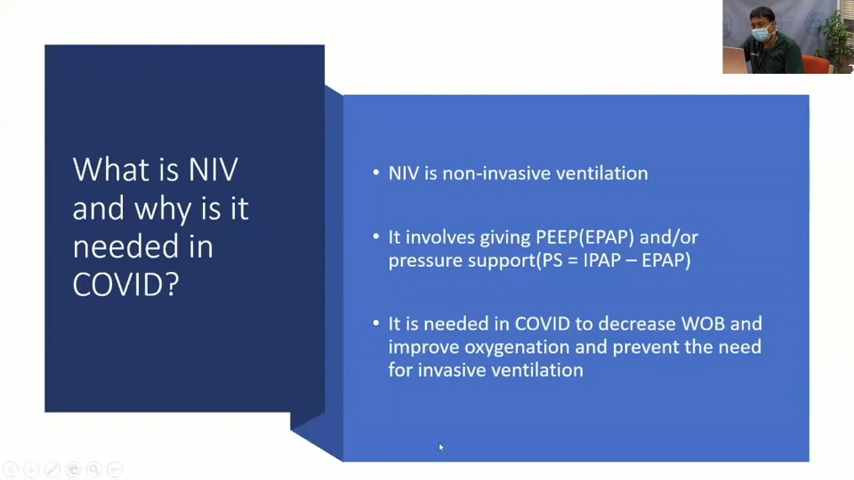 What is NIV
and why is it
needed in
COVID?
• NIV is non-invasive ventilation
• It involves giving PEEP(EPAP) and/or
pressure support(PS = IPAP – EPAP)
• It is needed in COVID to decrease WOB and
improve oxygenation and prevent the need
for invasive ventilation